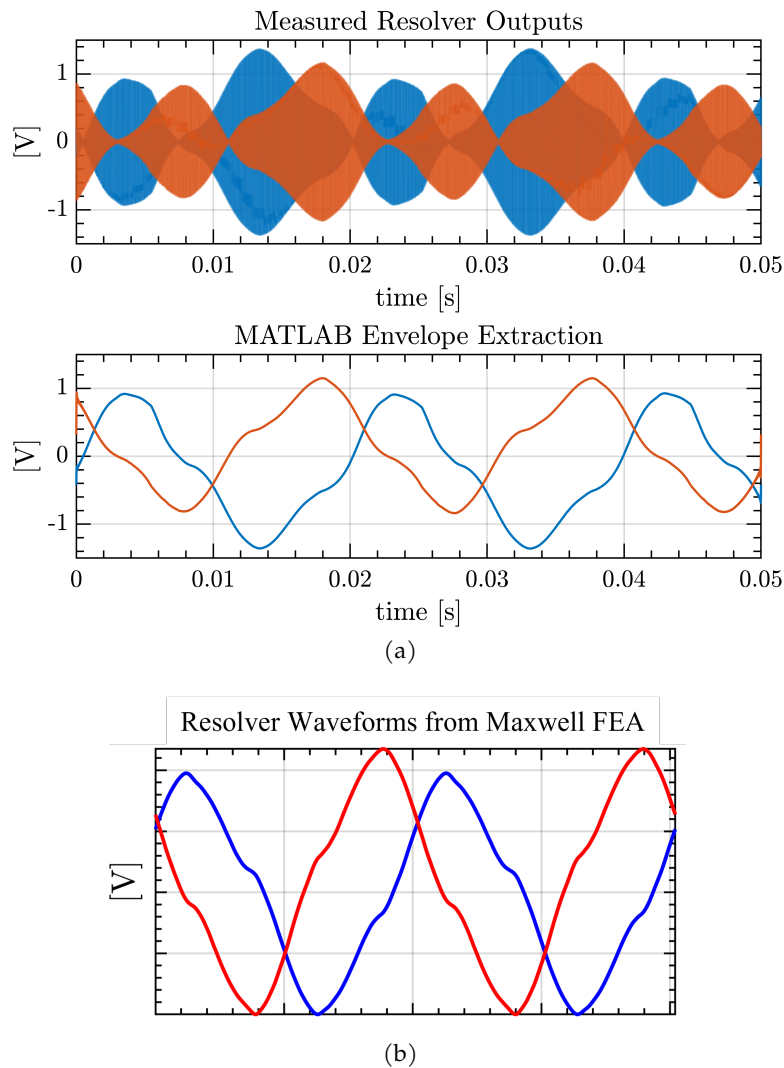 Measured Resolver Outputs
[V]
1
0
-1
0
0.01
0.02
0.03
0.04
0.05
time [s]
MATLAB Envelope Extraction
[V]
1
0
-1
0
0.01
0.02
0.03
0.04
0.05
time [s]
(a)
Resolver Waveforms from Maxwell FEA
[V]
(b)